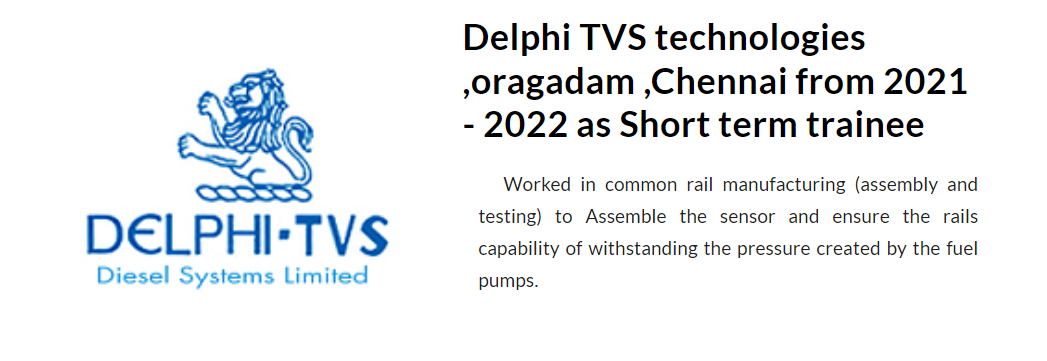 Delphi TVS technologies
,oragadam ,Chennai from 2021
- 2022 as Short term trainee
Worked in common rail manufacturing (assembly and
testing) to Assemble the sensor and ensure the rails
capability of withstanding the pressure created by the fuel
pumps.
DELPHI-TVS
Diesel Systems Limited